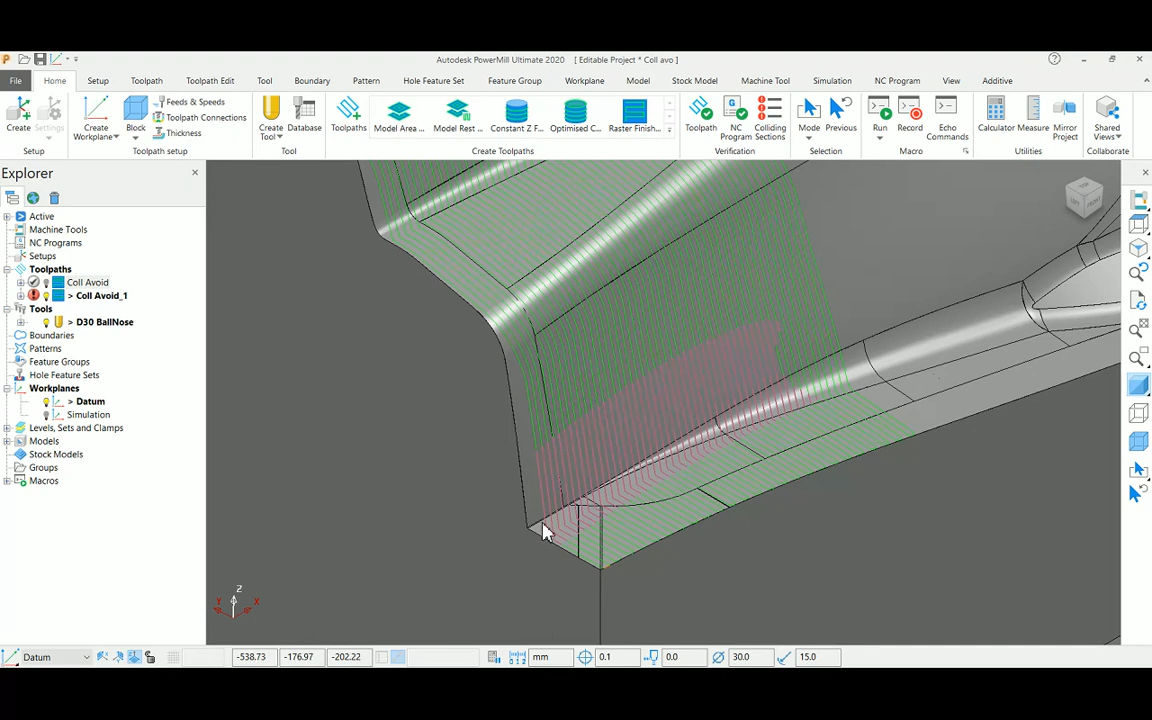 Autodesk PowerMill Ultimate 2020 [ Editable Project * Coll avo ]
File Home Setup Toolpath Toolpath Edit Tool Boundary Pattern Hole Feature Set Feature Group Workplane Model Stock Model Machine Tool Simulation NC Program View Additive
Create
Settings
Setup
Create Workplane
Block
Feeds & Speeds
Toolpath Connections
Thickness
Toolpath setup
Create Tool
Database
Tool
Toolpaths
Model Area ...
Model Rest ...
Constant Z F...
Optimised C...
Raster Finish...
Create Toolpaths
Toolpath
NC Program
Colliding Sections
Verification
Mode
Previous
Selection
Run
Record
Echo Commands
Macro
Calculator
Measure
Mirror Project
Utilities
Shared Views
Collaborate
Explorer
Active
Machine Tools
NC Programs
Setups
Toolpaths
Coll Avoid
> Coll Avoid_1
Tools
> D30 BallNose
Boundaries
Patterns
Feature Groups
Hole Feature Sets
Workplanes
> Datum
Simulation
Levels, Sets and Clamps
Models
Stock Models
Groups
Macros
TOP
LEFT FRONT
Z
Y X
Datum -538.73 -176.97 -202.22 mm 0.1 0.0 30.0 15.0